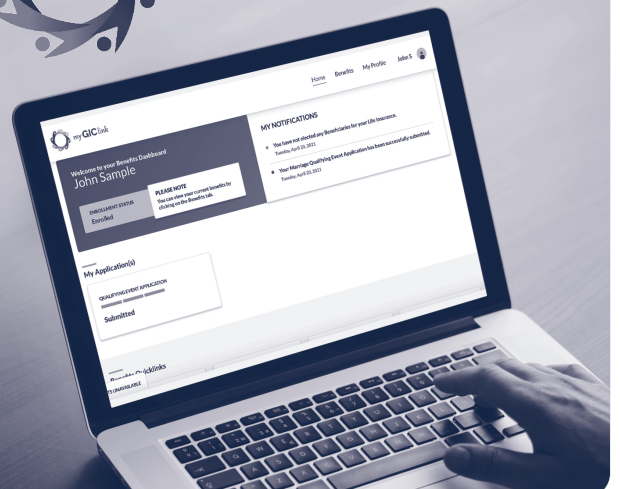 my GIC link
Home Benefits My Profile John S
Welcome to your Benefits Dashboard
John Sample
ENROLLMENT STATUS
Enrolled
PLEASE NOTE
You can view your current benefits by
clicking on the Benefits tab.
MY NOTIFICATIONS
You have not elected any Beneficiaries for your Life Insurance.
Tuesday, April 20, 2021
Your Marriage Qualifying Event Application has been successfully submitted.
Tuesday, April 20, 2021
My Application(s)
QUALIFYING EVENT APPLICATION
Submitted
Benefits Quicklinks
UNAVAILABLE